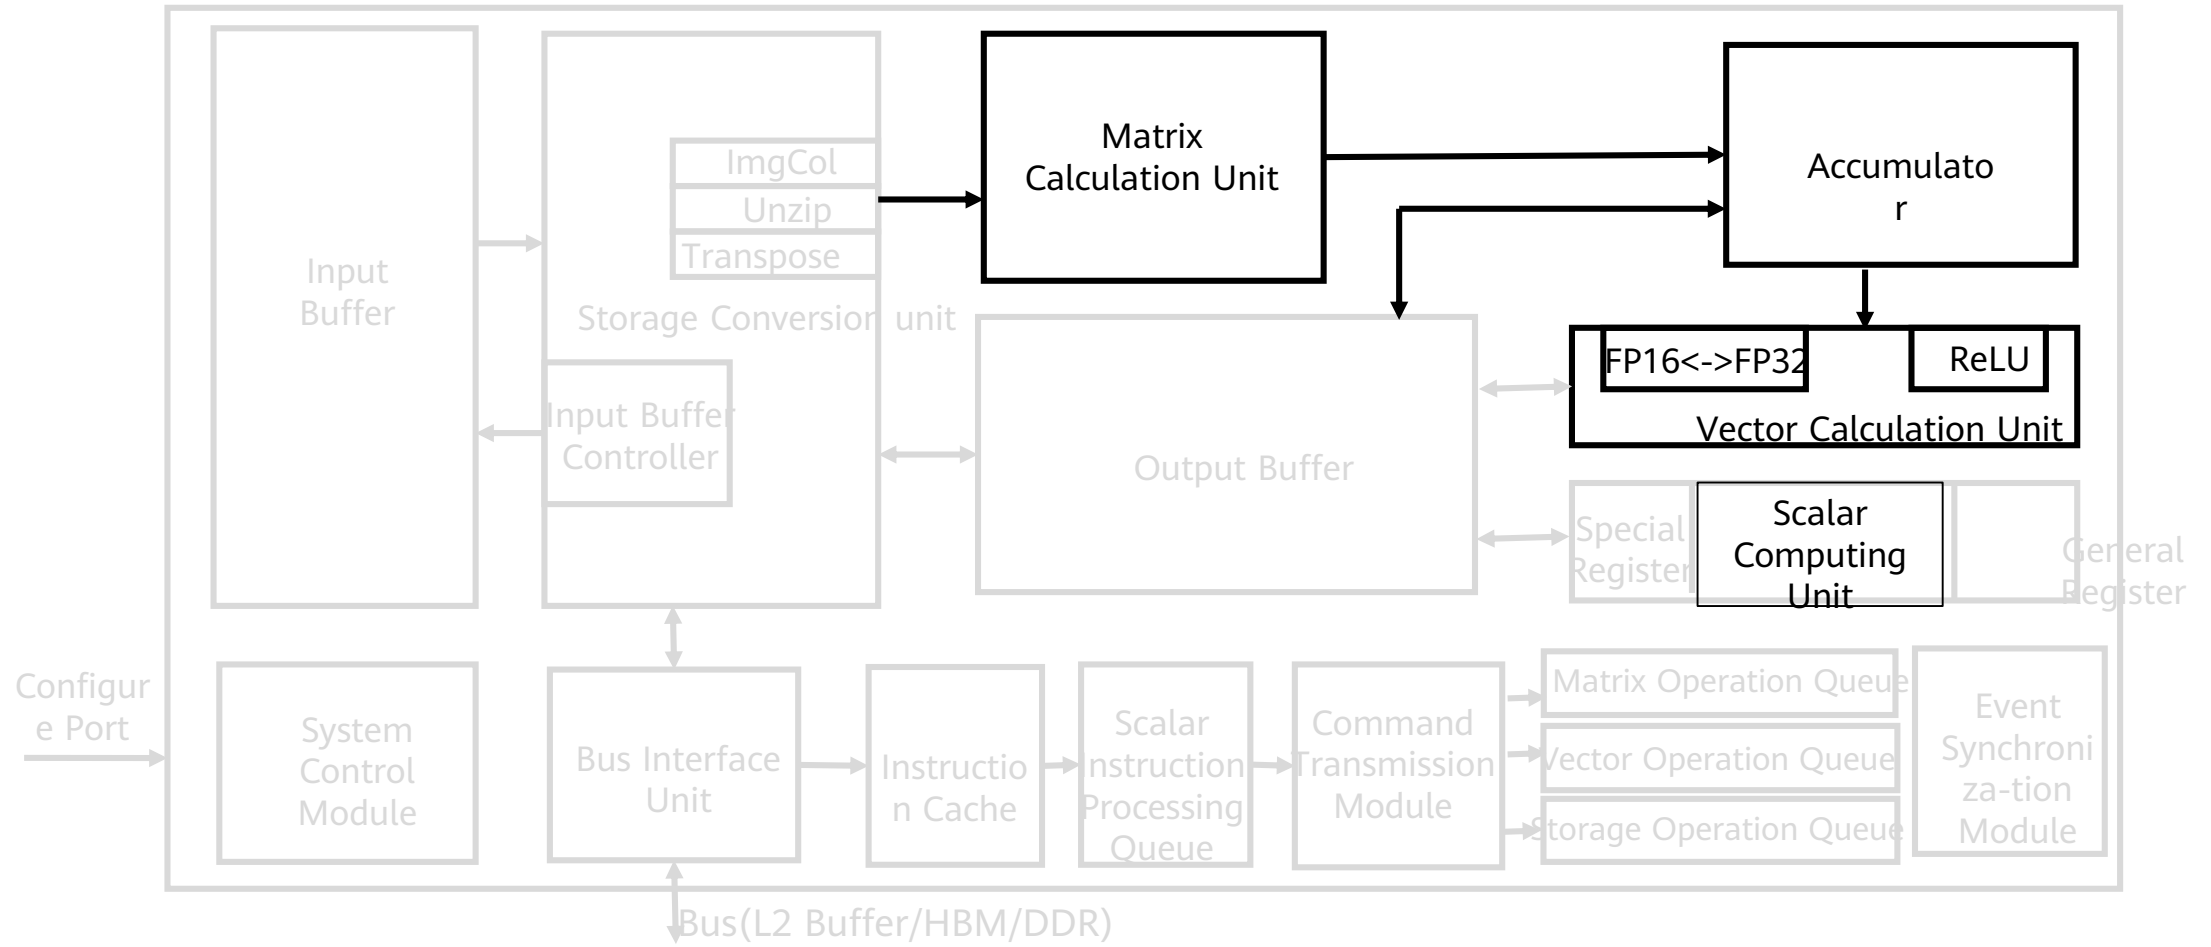 Matrix
Calculation Unit
Accumulato
r
ImgCol
Unzip
Transpose
Storage Conversion unit
Input
Buffer
Input Buffer
Controller
Output Buffer
FP16<->FP32
ReLU
Vector Calculation Unit
Special
Register
Scalar
Computing
Unit
General
Register
Configur
e Port
System
Control
Module
Bus Interface
Unit
Instructio
n Cache
Scalar
Instruction
Processing
Queue
Command
Transmission
Module
Matrix Operation Queue
Vector Operation Queue
Storage Operation Queue
Event
Synchroni
za-tion
Module
Bus(L2 Buffer/HBM/DDR)